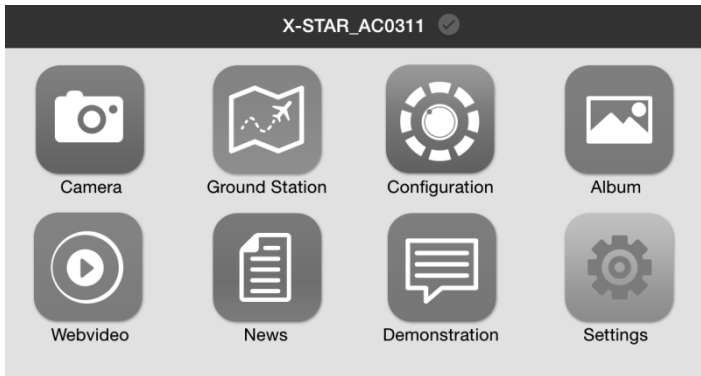 X-STAR_AC0311
Camera Ground Station Configuration Album
Webvideo News Demonstration Settings